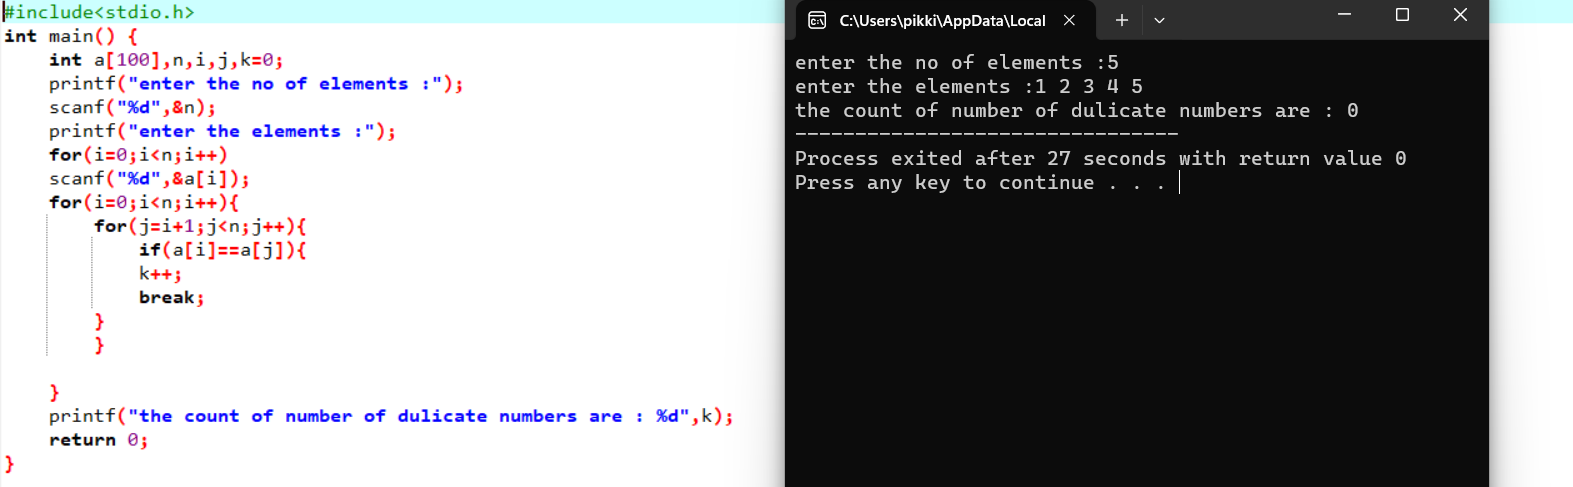 #include<stdio.h>
int main() {
    int a[100],n,i,j,k=0;
    printf("enter the no of elements :");
    scanf("%d",&n);
    printf("enter the elements :");
    for(i=0;i<n;i++)
    scanf("%d",&a[i]);
    for(i=0;i<n;i++){
        for(j=i+1;j<n;j++){
            if(a[i]==a[j]){
            k++;
            break;
        }
        }
    }
    printf("the count of number of dulicate numbers are : %d",k);
    return 0;
}
C:\Users\pikki\AppData\Local
enter the no of elements :5
enter the elements :1 2 3 4 5
the count of number of dulicate numbers are : 0
--------------------------------
Process exited after 27 seconds with return value 0
Press any key to continue . . .